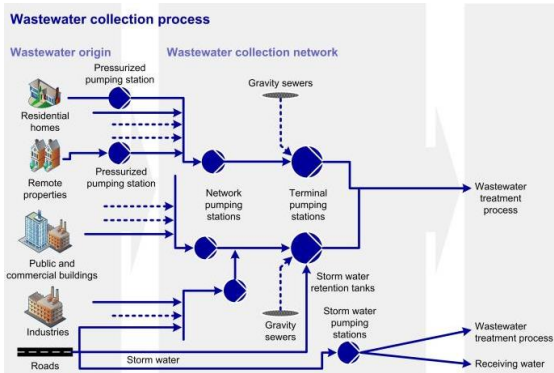 Wastewater collection process
Wastewater origin
Wastewater collection network
Pressurized
pumping station
Gravity sewers
Residential
homes
Remote
properties
Pressurized
pumping station
Network
pumping
stations
Terminal
pumping
stations
Wastewater
treatment
process
Public and
commercial buildings
Storm water
retention tanks
Industries
Gravity
sewers
Storm water
pumping
stations
Wastewater
treatment process
Roads
Storm water
Receiving water